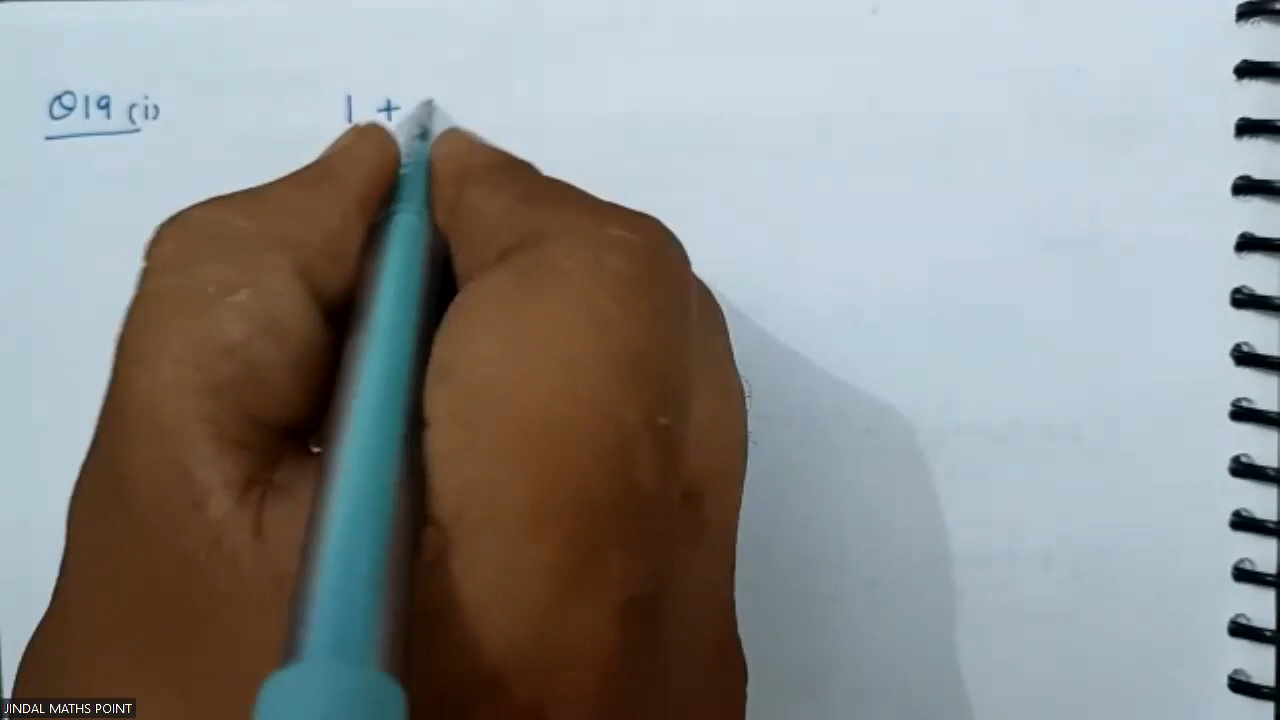 Q19 (i) 1 +
JINDAL MATHS POINT